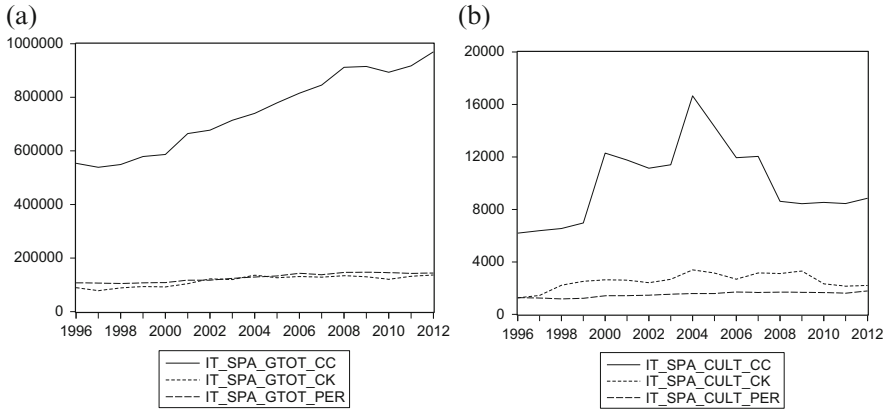 (a)
1000000
800000
600000
400000
200000
0
1996 1998 2000 2002 2004 2006 2008 2010 2012
IT_SPA_GTOT_CC
IT_SPA_GTOT_CK
IT_SPA_GTOT_PER
(b)
20000
16000
12000
8000
4000
0
1996 1998 2000 2002 2004 2006 2008 2010 2012
IT_SPA_CULT_CC
IT_SPA_CULT_CK
IT_SPA_CULT_PER